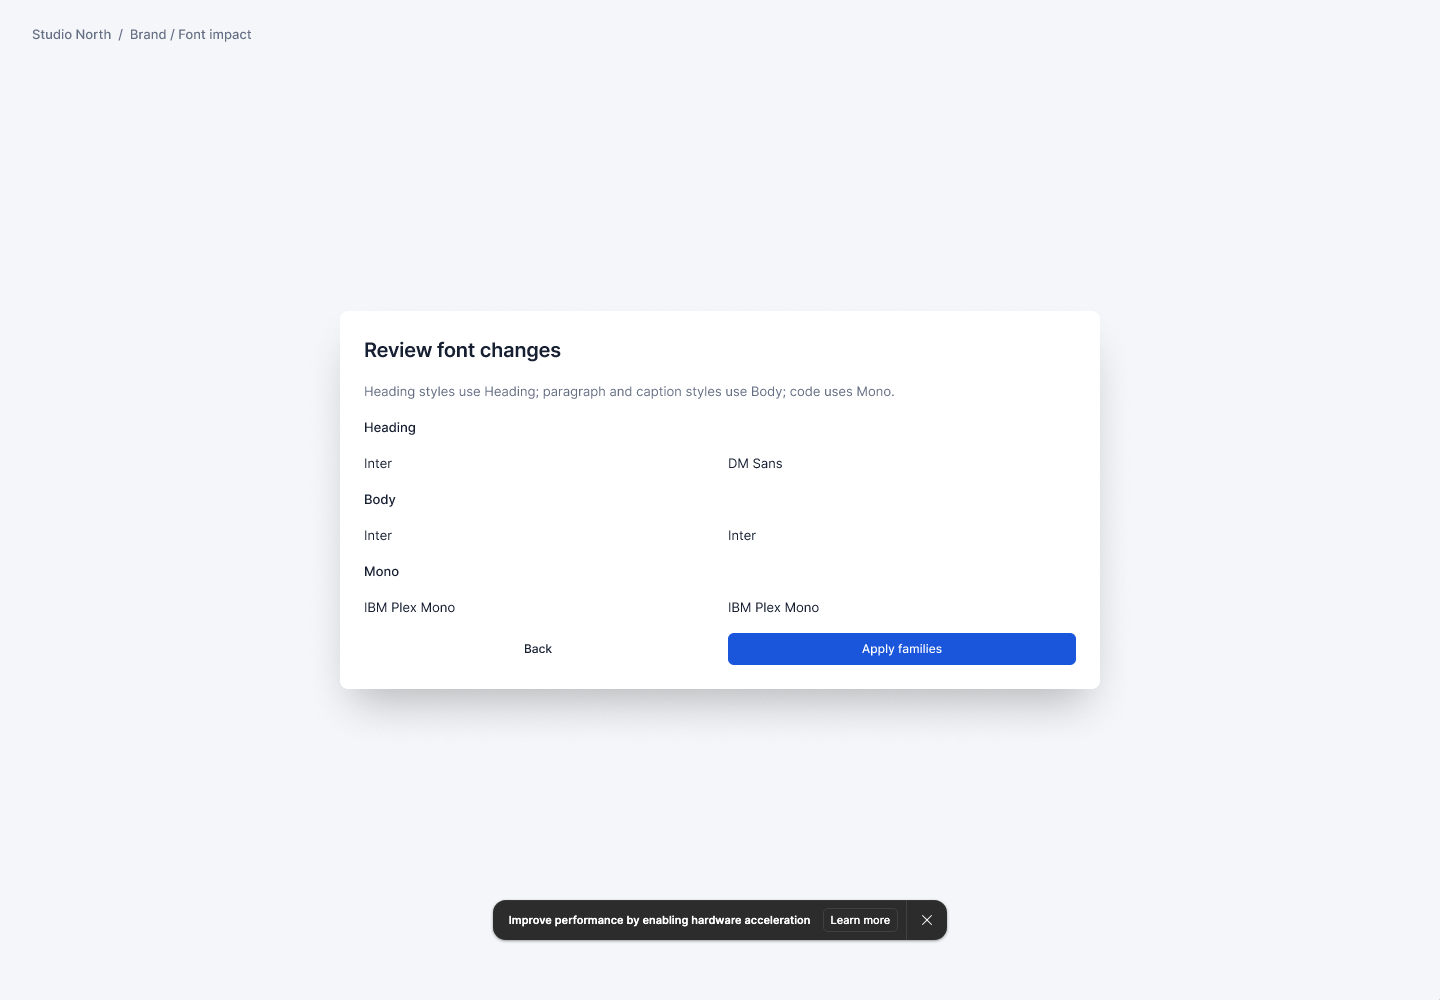 Studio North / Brand / Font impact
Review font changes
Heading styles use Heading; paragraph and caption styles use Body; code uses Mono.
Heading
Inter DM Sans
Body
Inter Inter
Mono
IBM Plex Mono IBM Plex Mono
Back Apply families
Improve performance by enabling hardware acceleration Learn more